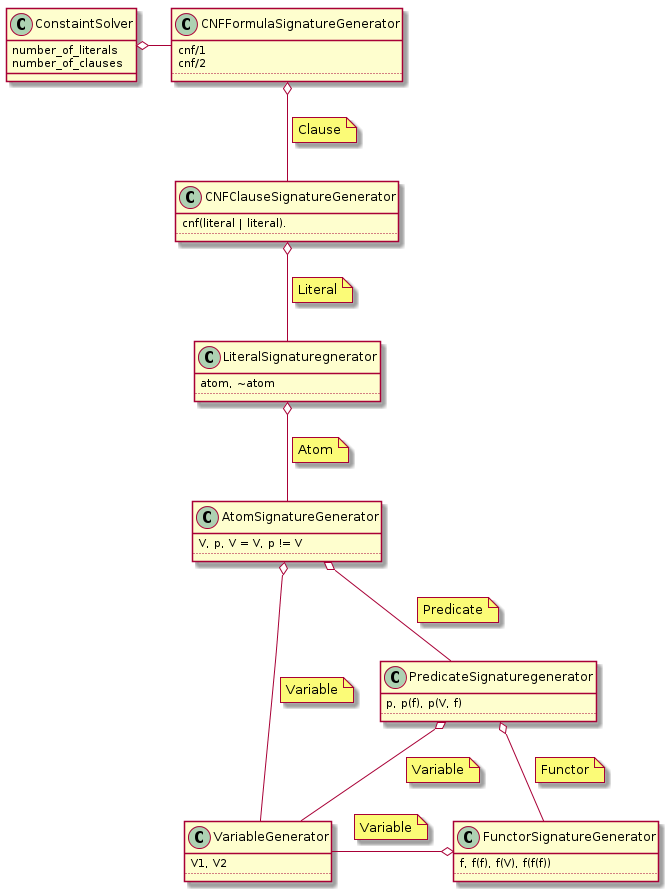 C ConstaintSolver
number_of_literals
number_of_clauses
C CNFFormulaSignatureGenerator
cnf/1
cnf/2
Clause
C CNFClauseSignatureGenerator
cnf(literal | literal).
Literal
C LiteralSignaturegnerator
atom, ~atom
Atom
C AtomSignatureGenerator
V, p, V = V, p != V
Predicate
C PredicateSignaturegenerator
p, p(f), p(V, f)
Variable
Variable
Functor
Variable
C VariableGenerator
V1, V2
C FunctorSignatureGenerator
f, f(f), f(V), f(f(f))